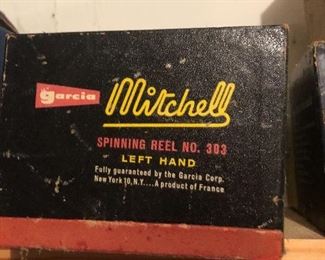 garcia
Mitchell
SPINNING REEL NO. 303
LEFT HAND
Fully guaranteed by the Garcia Corp.
New York 10, N.Y.... A product of France